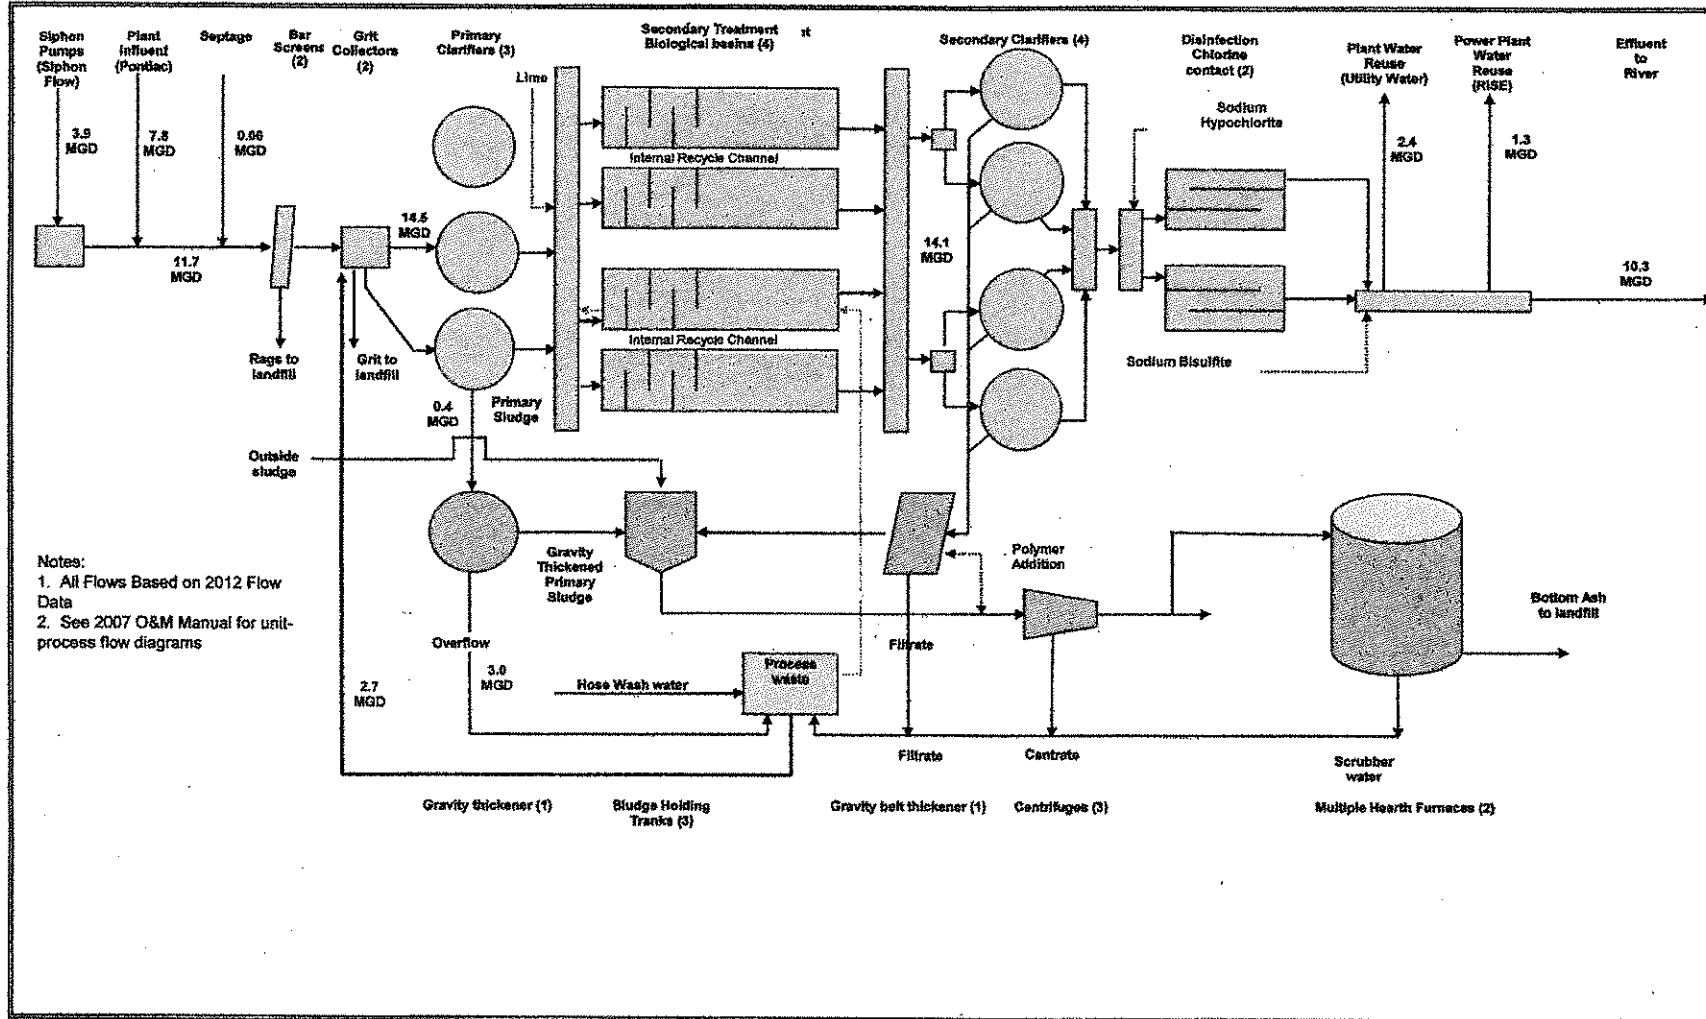 Siphon
Pumps
(Siphon
Flow)
Plant
Influent
(Pontiac)
Septage
Bar
Screens
(2)
Grit
Collectors
(2)
Primary
Clarifiers (3)
Secondary Treatment
Biological basins (4)
Secondary Clarifiers (4)
Disinfection
Chlorine
contact (2)
Plant Water
Reuse
(Utility Water)
Power Plant
Water
Reuse
(RISE)
Effluent
to
River
Lime
Sodium
Hypochlorite
3.9
MGD
7.8
MGD
0.06
MGD
2.4
MGD
1.3
MGD
Internal Recycle Channel
14.5
MGD
11.7
MGD
14.1
MGD
10.3
MGD
Internal Recycle Channel
Rags to
landfill
Grit to
landfill
Sodium Bisulfite
0.4
MGD
Primary
Sludge
Outside
sludge
Notes:
1. All Flows Based on 2012 Flow
Data
2. See 2007 O&M Manual for unit-
process flow diagrams
Gravity
Thickened
Primary
Sludge
Polymer
Addition
Bottom Ash
to landfill
Overflow
Filtrate
3.0
MGD
2.7
MGD
Hose Wash water
Process
waste
Filtrate
Centrate
Scrubber
water
Gravity thickener (1)
Sludge Holding
Tranks (3)
Gravity belt thickener (1)
Centrifuges (3)
Multiple Hearth Furnaces (2)